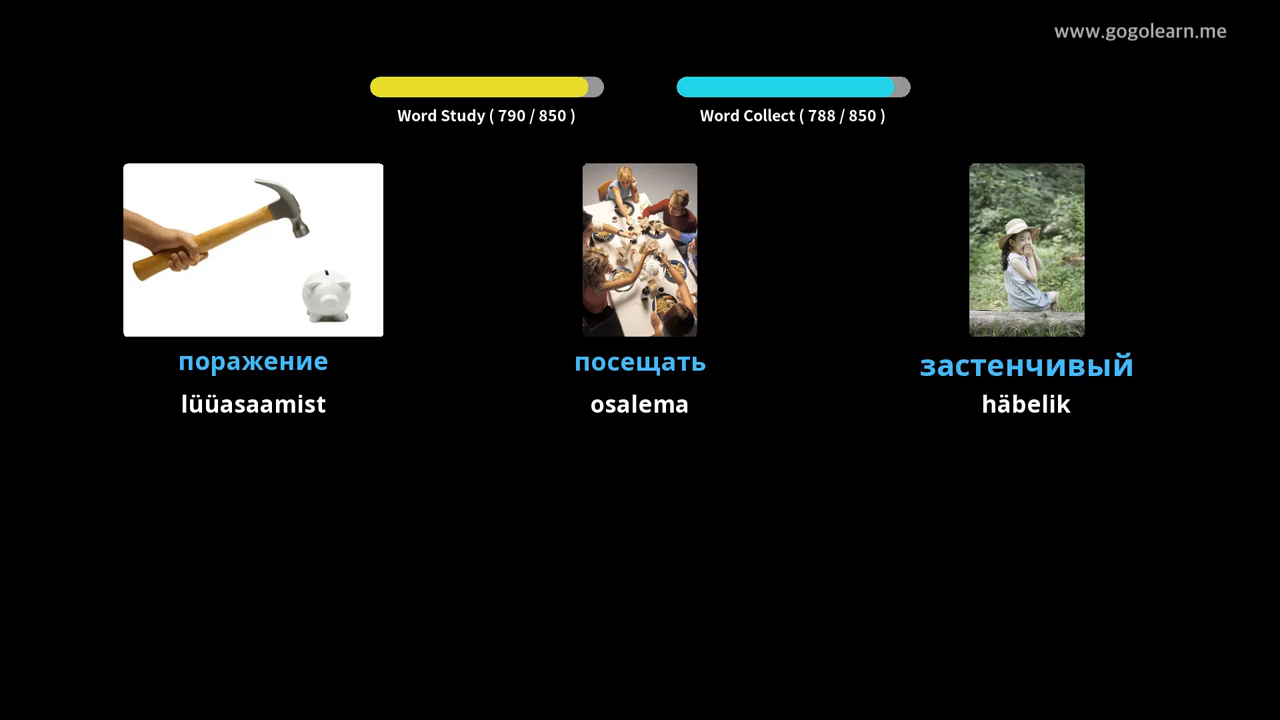 www.gogolearn.me
Word Study ( 790 / 850 )
Word Collect ( 788 / 850 )
поражение
посещать
застенчивый
lüüasaamist
osalema
häbelik